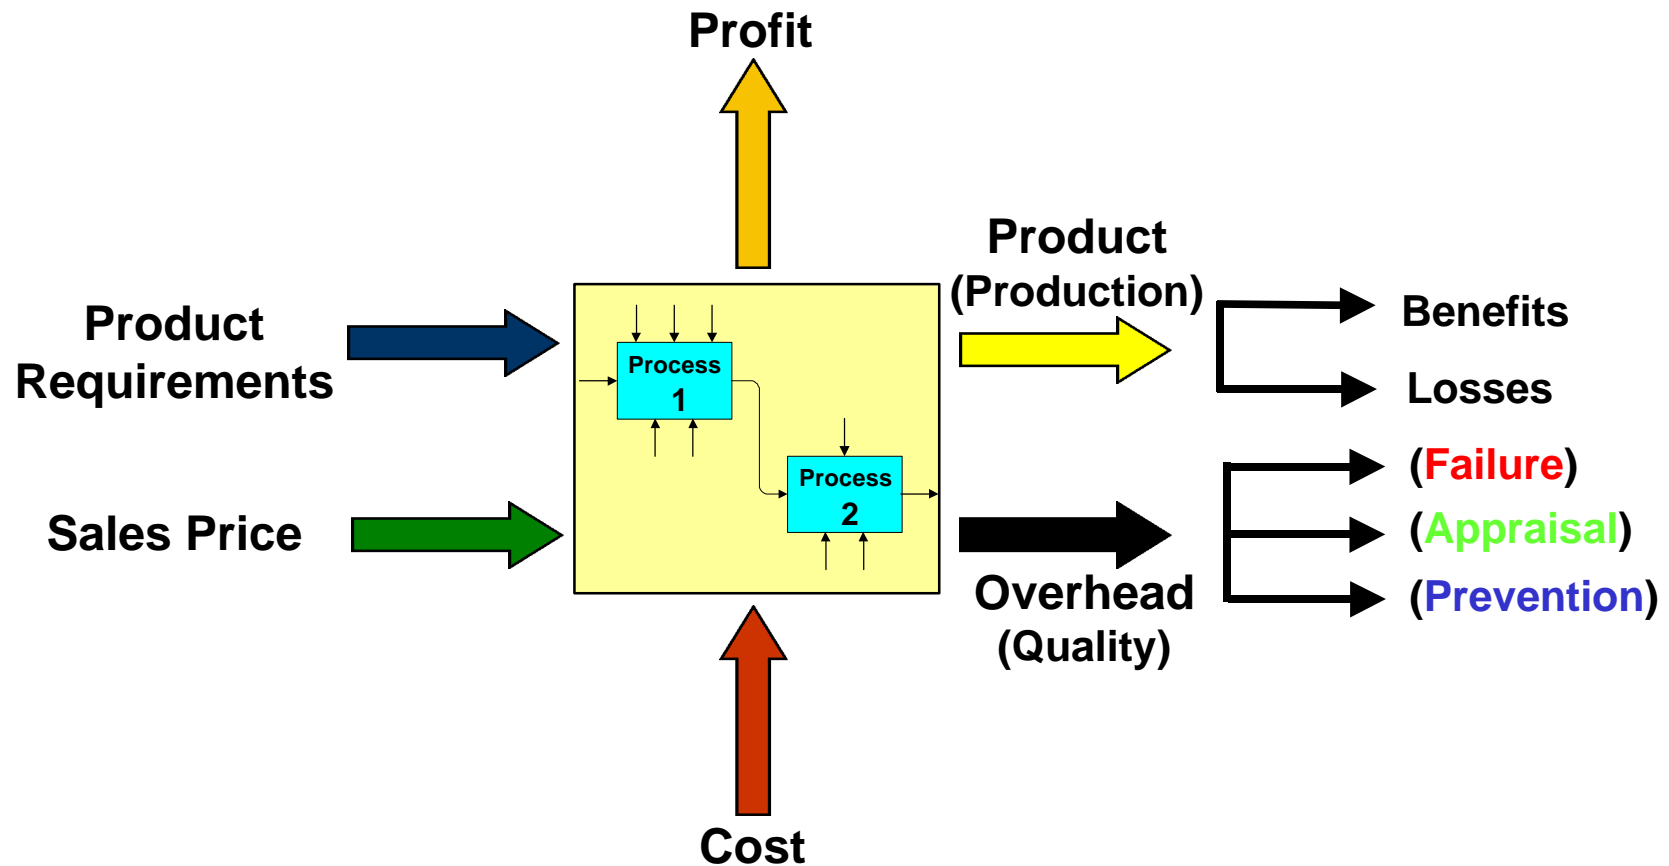 Profit
Product
Requirements
Sales Price
Process
1
Process
2
Cost
Product
(Production)
Overhead
(Quality)
Benefits
Losses
(Failure)
(Appraisal)
(Prevention)